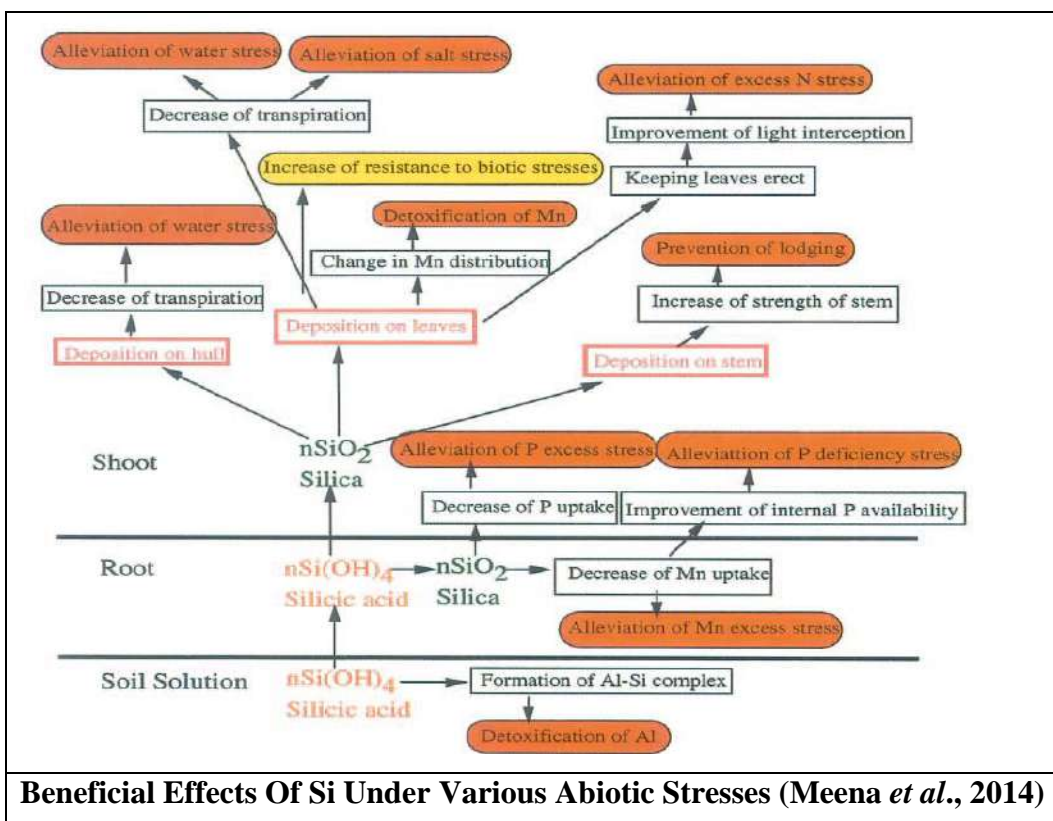 Alleviation of water stress
Alleviation of salt stress
Decrease of transpiration
Alleviation of excess N stress
Improvement of light interception
Increase of resistance to biotic stresses
Keeping leaves erect
Alleviation of water stress
Detoxification of Mn
Change in Mn distribution
Prevention of lodging
Decrease of transpiration
Increase of strength of stem
Deposition on leaves
Deposition on hull
Deposition on stem
Shoot
nSiO2
Silica
Alleviation of P excess stress
Alleviattion of P deficiency stress
Decrease of P uptake
Improvement of internal P availability
Root
nSi(OH)4
Silicic acid
nSiO2
Silica
Decrease of Mn uptake
Alleviation of Mn excess stress
Soil Solution
nSi(OH)4
Silicic acid
Formation of Al-Si complex
Detoxification of Al
Beneficial Effects Of Si Under Various Abiotic Stresses (Meena et al., 2014)